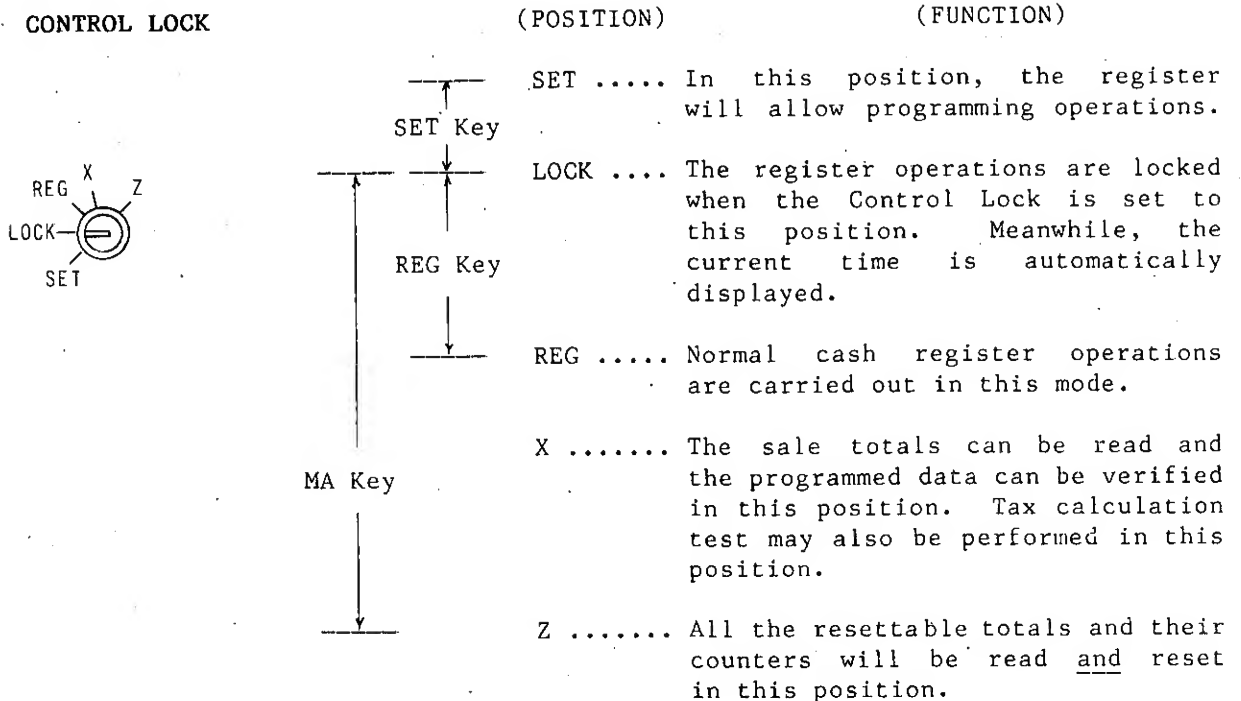 CONTROL LOCK
(POSITION) (FUNCTION)
SET ..... In this position, the register
will allow programming operations.
SET Key
LOCK .... The register operations are locked
when the Control Lock is set to
this position. Meanwhile, the
current time is automatically
displayed.
REG X Z
LOCK
SET
REG Key
REG ..... Normal cash register operations
are carried out in this mode.
X ....... The sale totals can be read and
the programmed data can be verified
in this position. Tax calculation
test may also be performed in this
position.
MA Key
Z ....... All the resettable totals and their
counters will be read and reset
in this position.